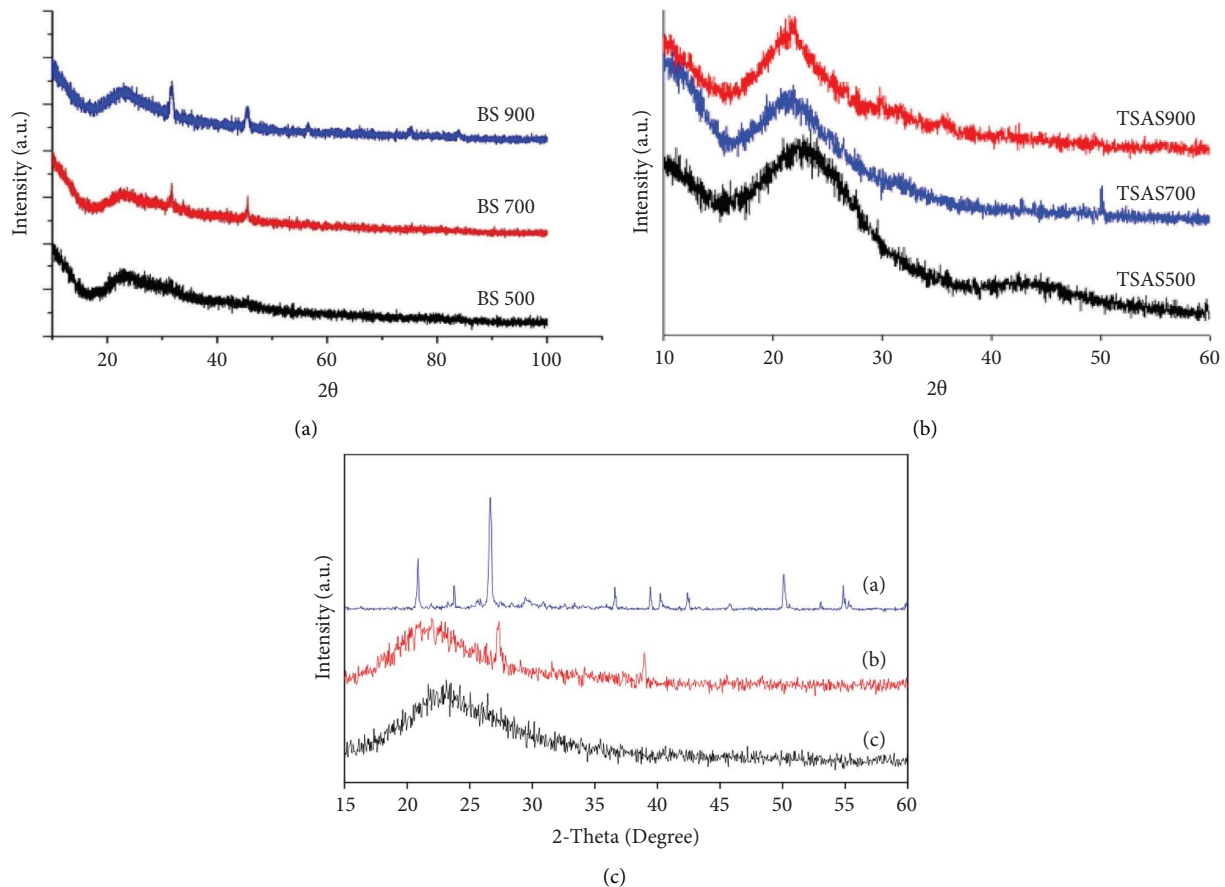 Intensity (a.u.)
BS 900
BS 700
BS 500
20 40 60 80 100
2θ
(a)
Intensity (a.u.)
TSAS900
TSAS700
TSAS500
10 20 30 40 50 60
2θ
(b)
Intensity (a.u.)
(a)
(b)
(c)
15 20 25 30 35 40 45 50 55 60
2-Theta (Degree)
(c)